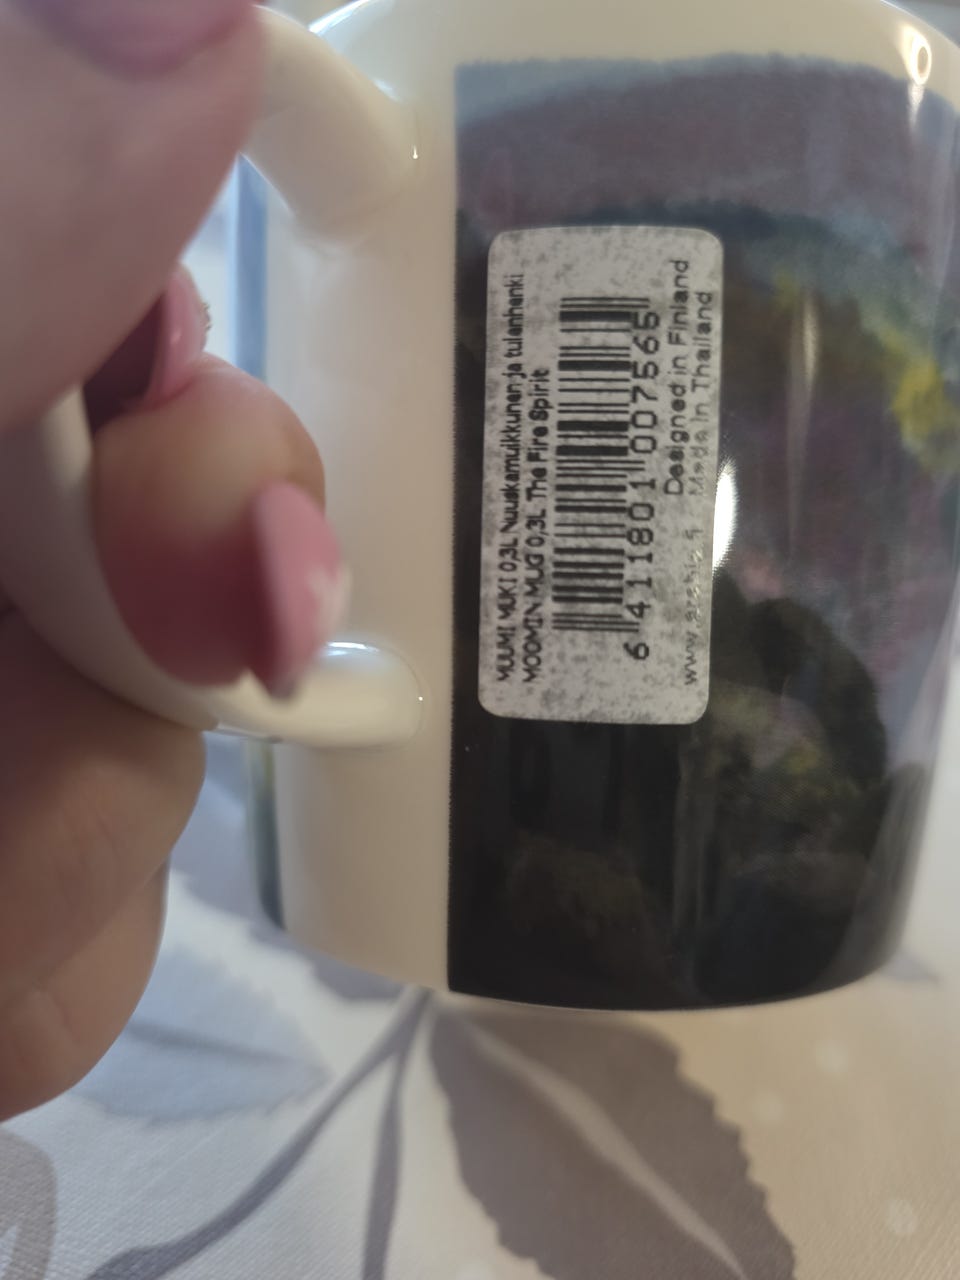 MUUMI MUKI 0,3L Nuuskamuikkunen ja tulenhenki
MOOMIN MUG 0,3L The Fire Spirit
6 411801 007565
Designed in Finland
Made in Thailand